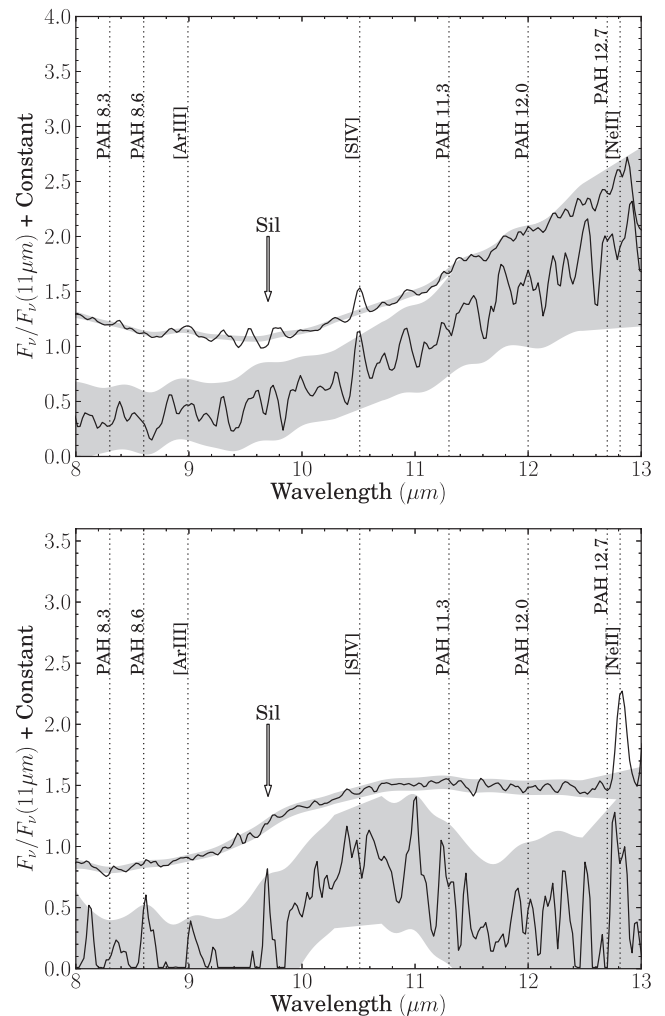 4.0
3.5
3.0
2.5
2.0
1.5
1.0
0.5
0.0
F_ν/F_ν(11μm) + Constant
PAH 8.3
PAH 8.6
[ArIII]
Sil
[SIV]
PAH 11.3
PAH 12.0
PAH 12.7
[NeII]
8 9 10 11 12 13
Wavelength (μm)
3.5
3.0
2.5
2.0
1.5
1.0
0.5
0.0
F_ν/F_ν(11μm) + Constant
PAH 8.3
PAH 8.6
[ArIII]
Sil
[SIV]
PAH 11.3
PAH 12.0
PAH 12.7
[NeII]
8 9 10 11 12 13
Wavelength (μm)